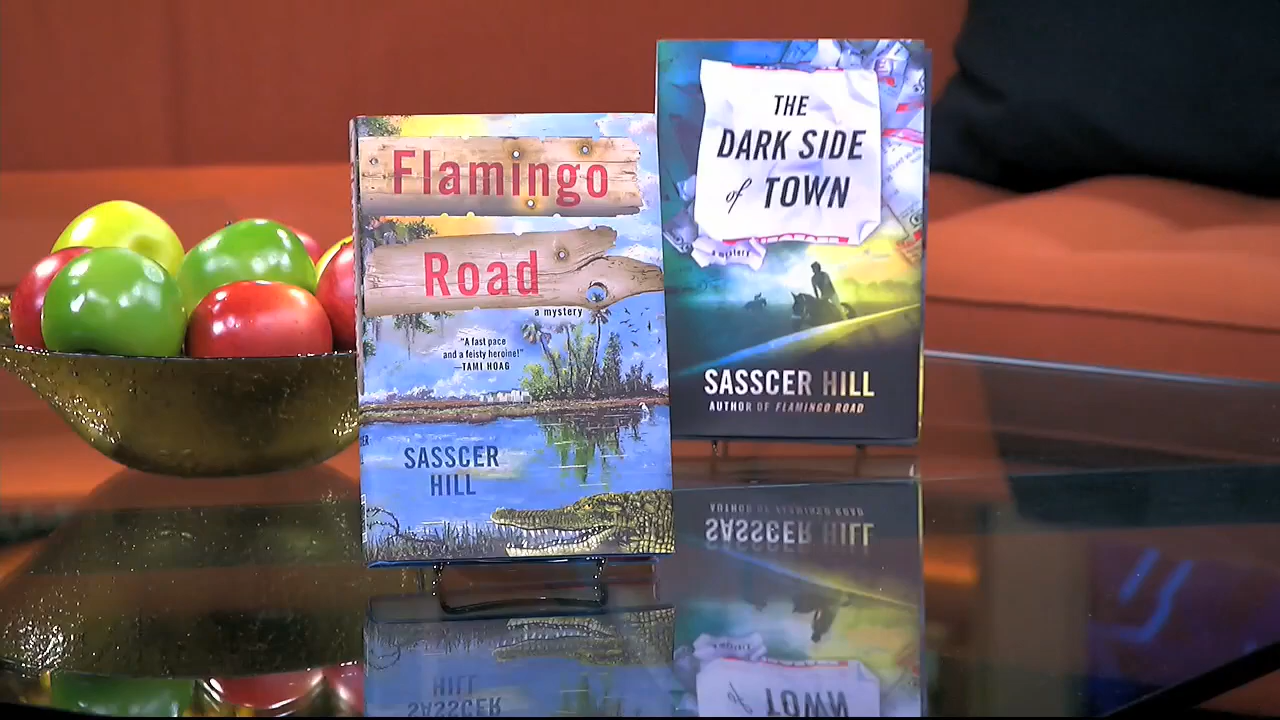 Flamingo
Road
a mystery
"A fast pace
and a feisty heroine!"
—TAMI HOAG
SASSCER
HILL
THE
DARK SIDE
of TOWN
a mystery
SASSCER HILL
AUTHOR OF FLAMINGO ROAD